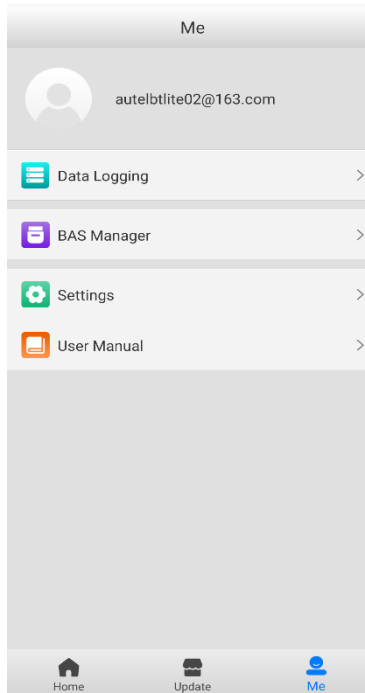 Me
autelbtlite02@163.com
Data Logging
BAS Manager
Settings
User Manual
Home Update Me